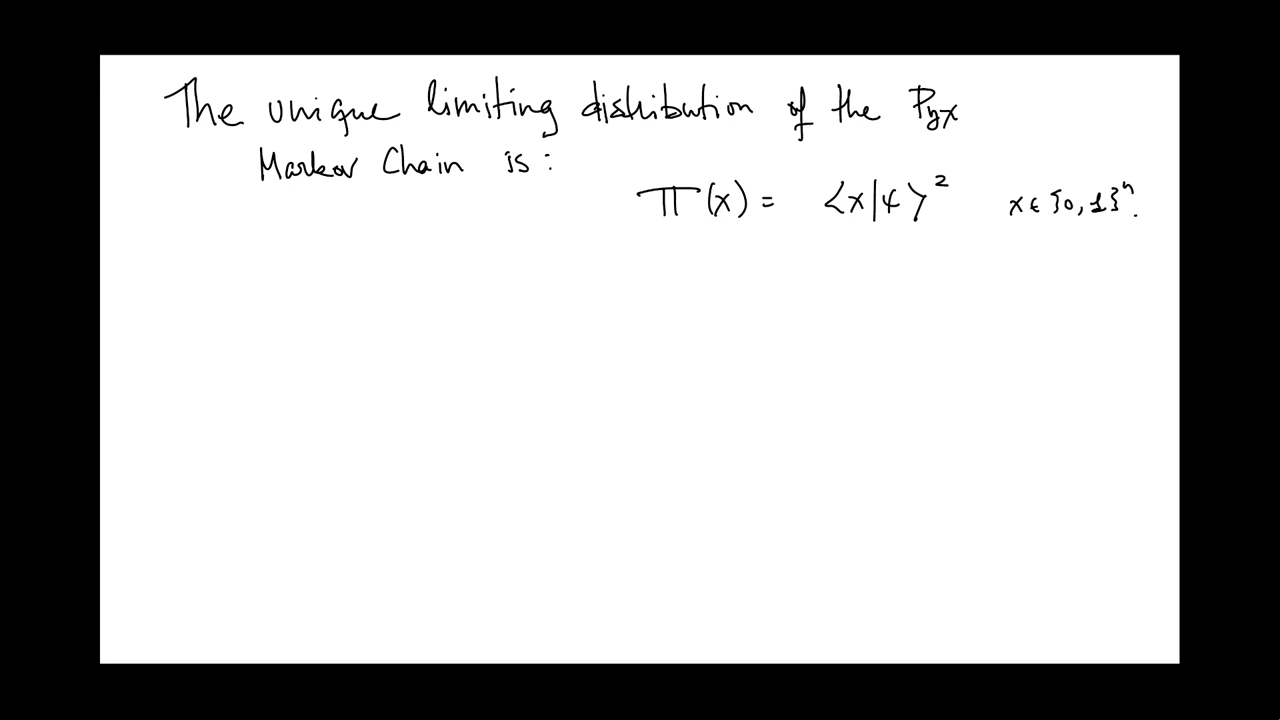 The unique limiting distribution of the P_yx
Markov Chain is:
π(x) = ⟨x|ψ⟩² x ∈ {0,1}ⁿ.